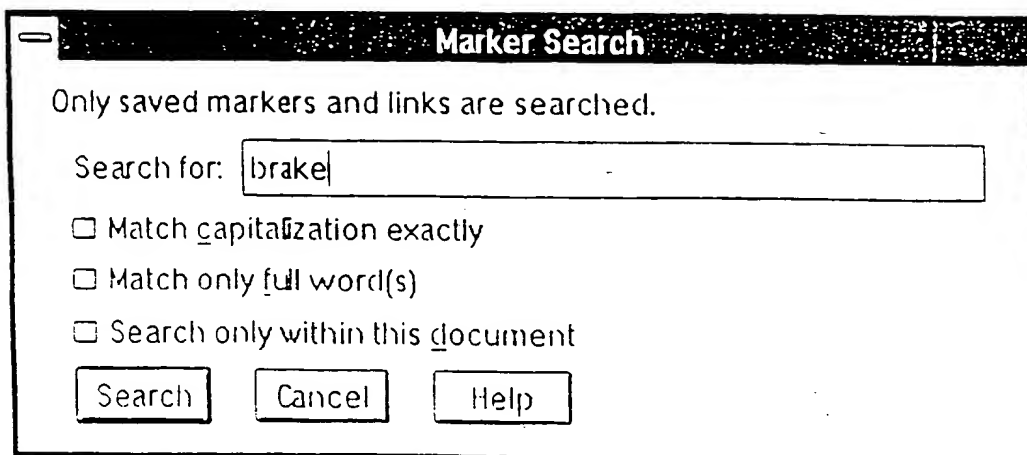 Marker Search
Only saved markers and links are searched.
Search for: brake
Match capitalization exactly
Match only full word(s)
Search only within this document
Search Cancel Help